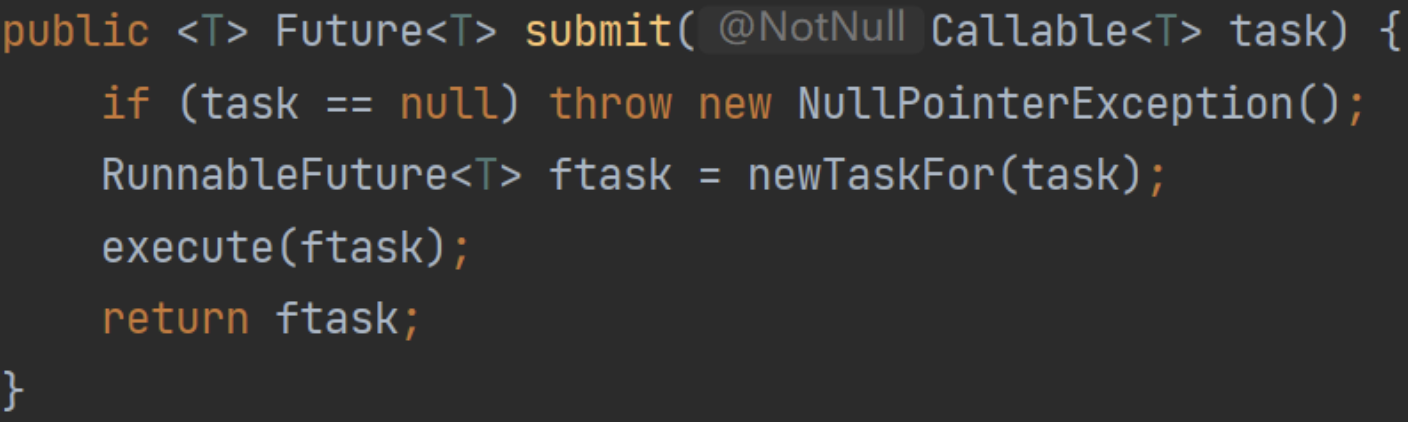 public <T> Future<T> submit( @NotNull Callable<T> task) {
    if (task == null) throw new NullPointerException();
    RunnableFuture<T> ftask = newTaskFor(task);
    execute(ftask);
    return ftask;
}